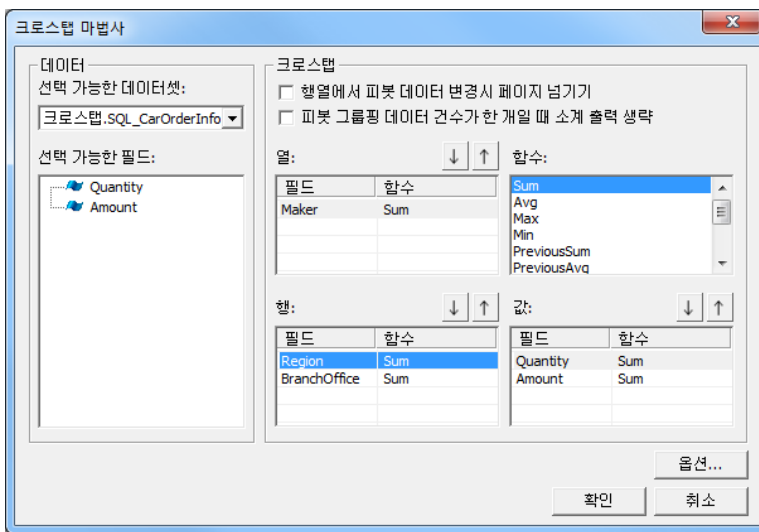 크로스탭 마법사
데이터
선택 가능한 데이터셋:
크로스탭.SQL_CarOrderInfo
선택 가능한 필드:
Quantity
Amount
크로스탭
행열에서 피봇 데이터 변경시 페이지 넘기기
피봇 그룹핑 데이터 건수가 한 개일 때 소계 출력 생략
열: ↓ ↑
필드 함수
Maker Sum
함수:
Sum
Avg
Max
Min
PreviousSum
PreviousAvg
행: ↓ ↑
필드 함수
Region Sum
BranchOffice Sum
값: ↓ ↑
필드 함수
Quantity Sum
Amount Sum
옵션...
확인 취소